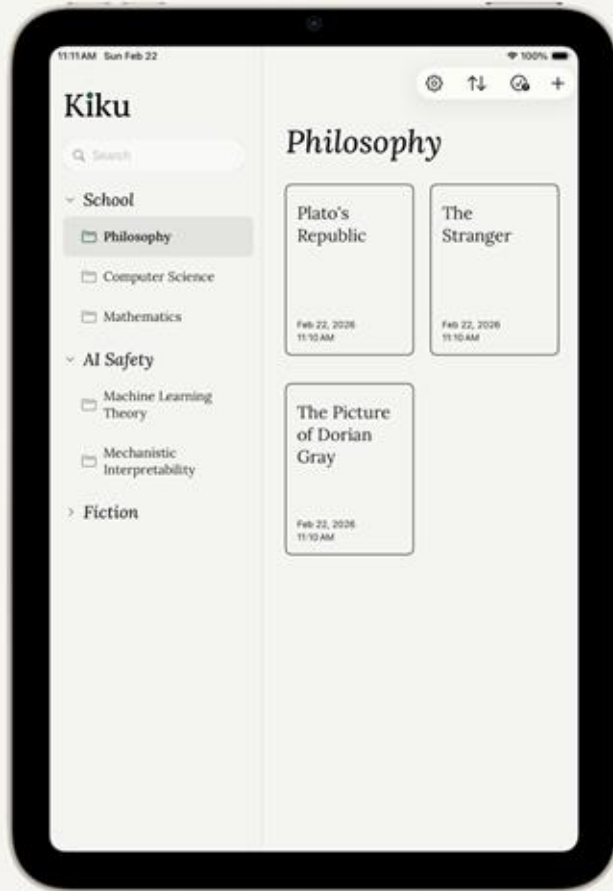 11:11 AM Sun Feb 22
100%
Kiku
Search
School
Philosophy
Computer Science
Mathematics
AI Safety
Machine Learning
Theory
Mechanistic
Interpretability
Fiction
Philosophy
Plato's
Republic
Feb 22, 2026
11:10 AM
The
Stranger
Feb 22, 2026
11:10 AM
The Picture
of Dorian
Gray
Feb 22, 2026
11:10 AM